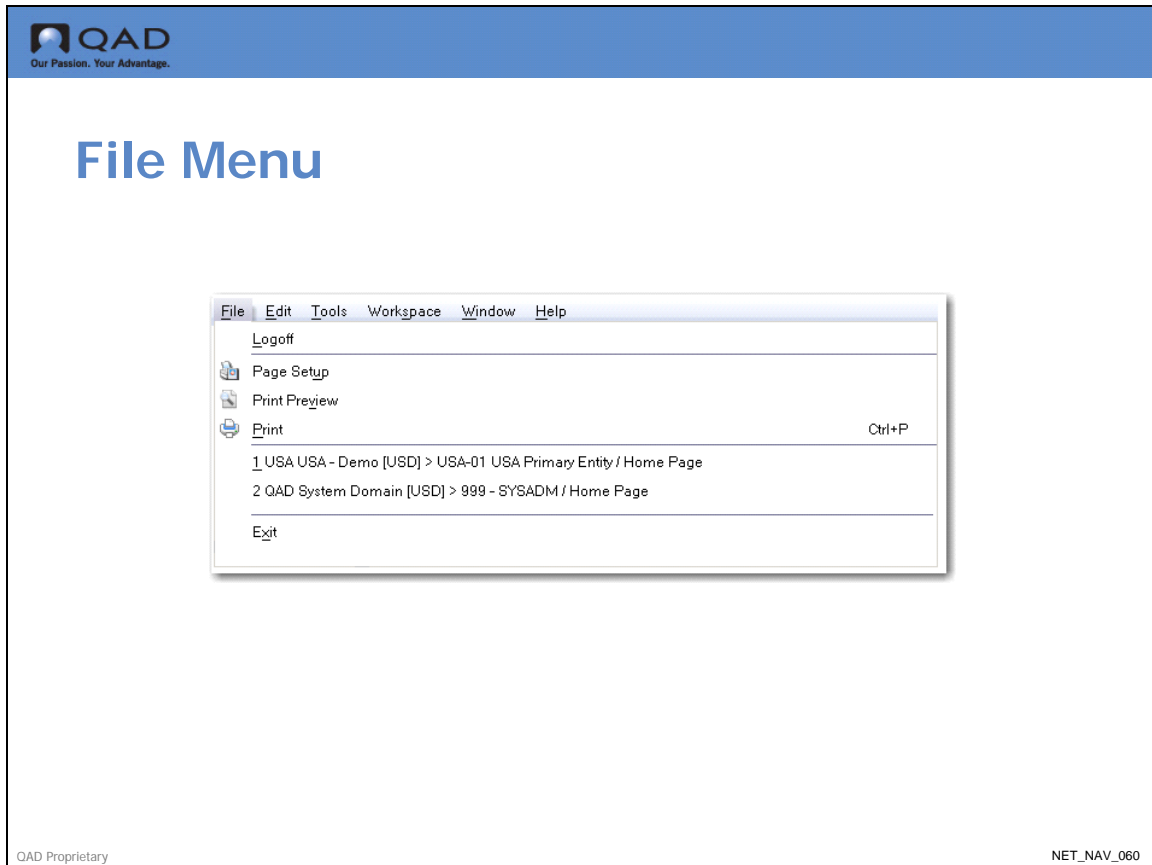 QAD
Our Passion. Your Advantage.
File Menu
File Edit Tools Workspace Window Help
Logoff
Page Setup
Print Preview
Print Ctrl+P
1 USA USA - Demo [USD] > USA-01 USA Primary Entity / Home Page
2 QAD System Domain [USD] > 999 - SYSADM / Home Page
Exit
QAD Proprietary NET_NAV_060